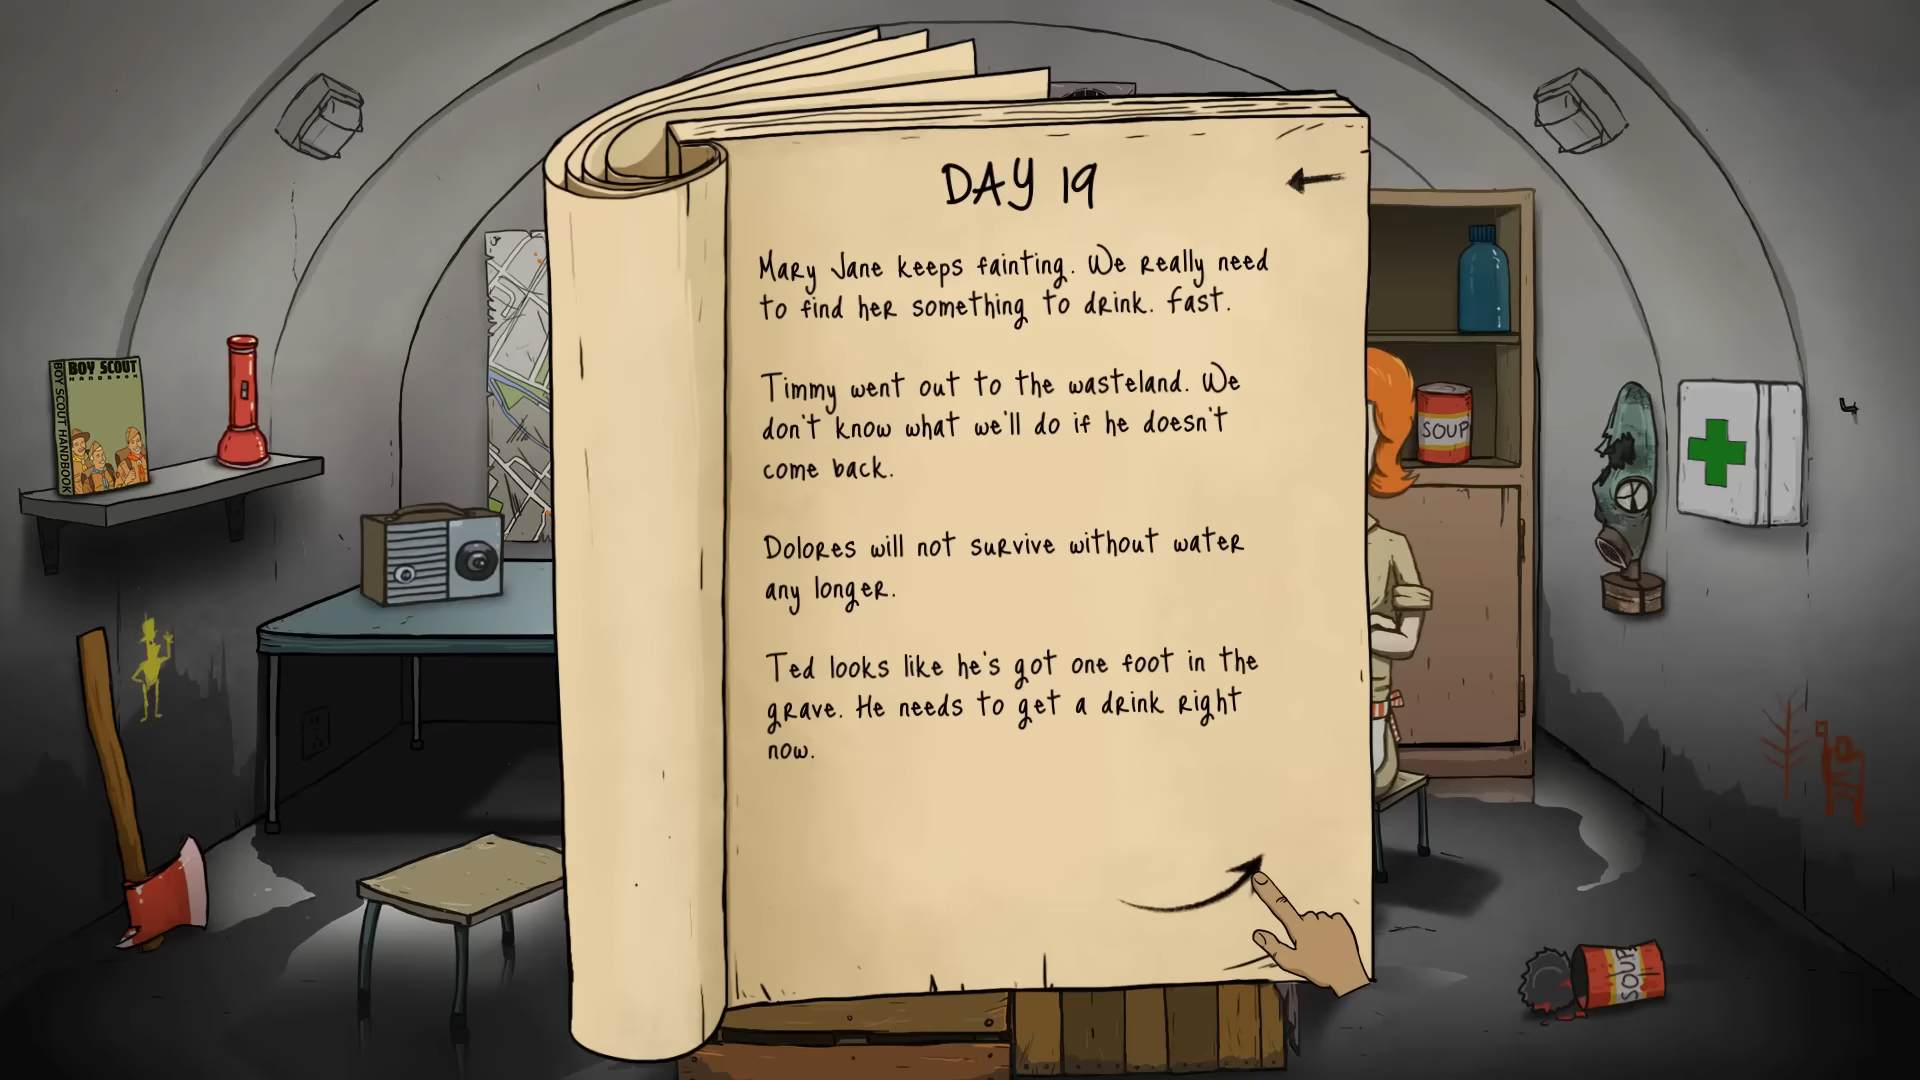 DAY 19
Mary Jane keeps fainting. We really need
to find her something to drink. Fast.
Timmy went out to the wasteland. We
don't know what we'll do if he doesn't
come back.
Dolores will not survive without water
any longer.
Ted looks like he's got one foot in the
grave. He needs to get a drink right
now.
BOY SCOUT
HANDBOOK
BOY SCOUT HANDBOOK
SOUP
SOUP